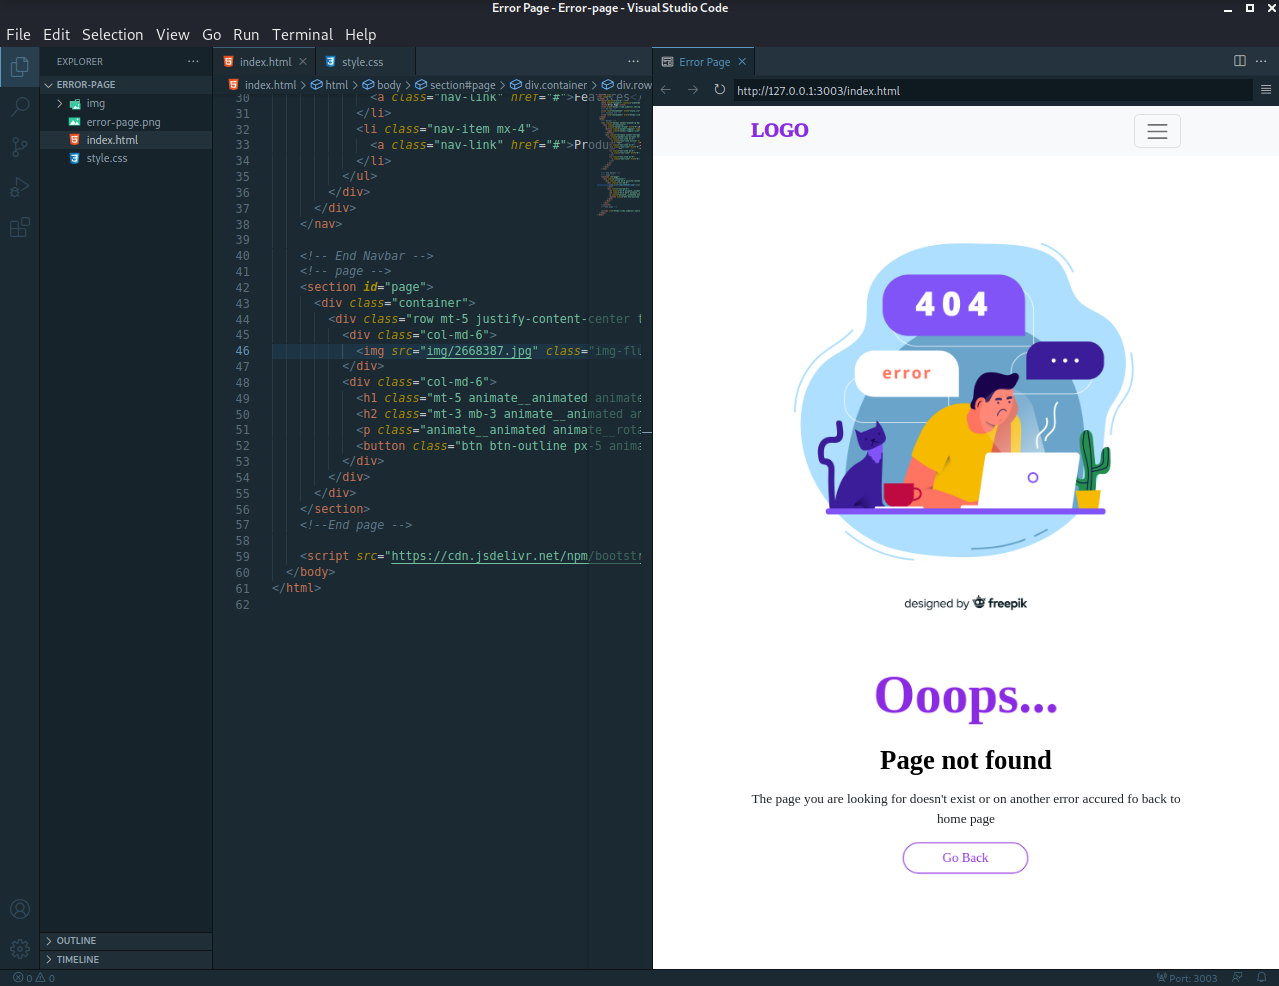 Error Page - Error-page - Visual Studio Code
File Edit Selection View Go Run Terminal Help
EXPLORER
ERROR-PAGE
img
error-page.png
index.html
style.css
OUTLINE
TIMELINE
index.html style.css
index.html > html > body > section#page > div.container > div.row
30 <a class="nav-link" href="#">Features</
31 </li>
32 <li class="nav-item mx-4">
33 <a class="nav-link" href="#">Produ
34 </li>
35 </ul>
36 </div>
37 </div>
38 </nav>
39
40 <!-- End Navbar -->
41 <!-- page -->
42 <section id="page">
43 <div class="container">
44 <div class="row mt-5 justify-content-center
45 <div class="col-md-6">
46 <img src="img/2668387.jpg" class="img-flu
47 </div>
48 <div class="col-md-6">
49 <h1 class="mt-5 animate__animated animate
50 <h2 class="mt-3 mb-3 animate__animated an
51 <p class="animate__animated animate__rota
52 <button class="btn btn-outline px-5 anima
53 </div>
54 </div>
55 </div>
56 </section>
57 <!--End page -->
58
59 <script src="https://cdn.jsdelivr.net/npm/bootstr
60 </body>
61 </html>
62
Error Page
http://127.0.0.1:3003/index.html
LOGO
404
error
designed by freepik
Ooops...
Page not found
The page you are looking for doesn't exist or on another error accured fo back to
home page
Go Back
0 0
Port: 3003